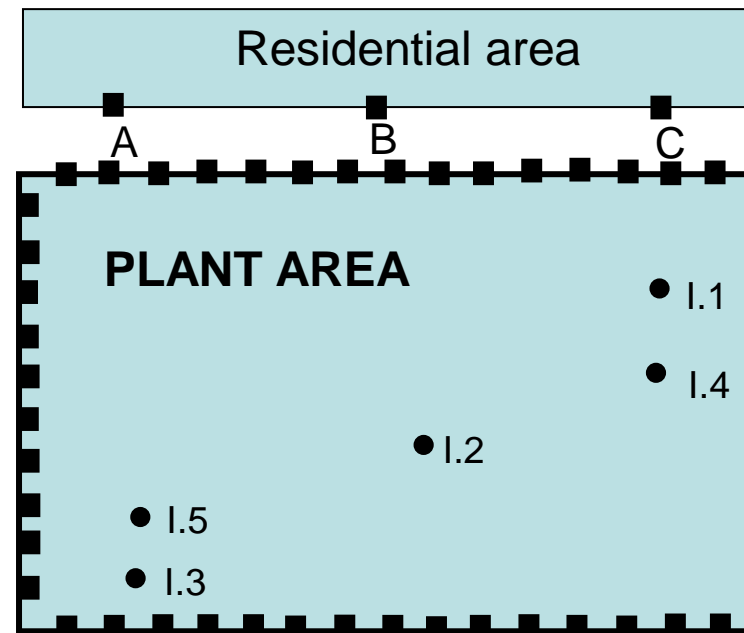 Residential area
A
B
C
PLANT AREA
I.1
I.4
I.2
I.5
I.3